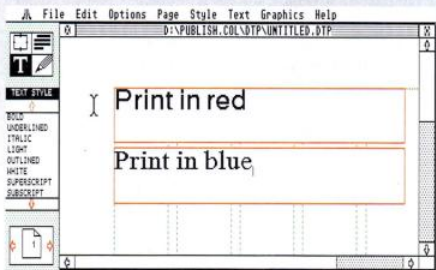 File Edit Options Page Style Text Graphics Help
D:\PUBLISH.COL\DTP\UNTITLED.DTP
T
TEXT STYLE
BOLD
UNDERLINED
ITALIC
LIGHT
OUTLINED
WHITE
SUPERSCRIPT
SUBSCRIPT
1
Print in red
Print in blue